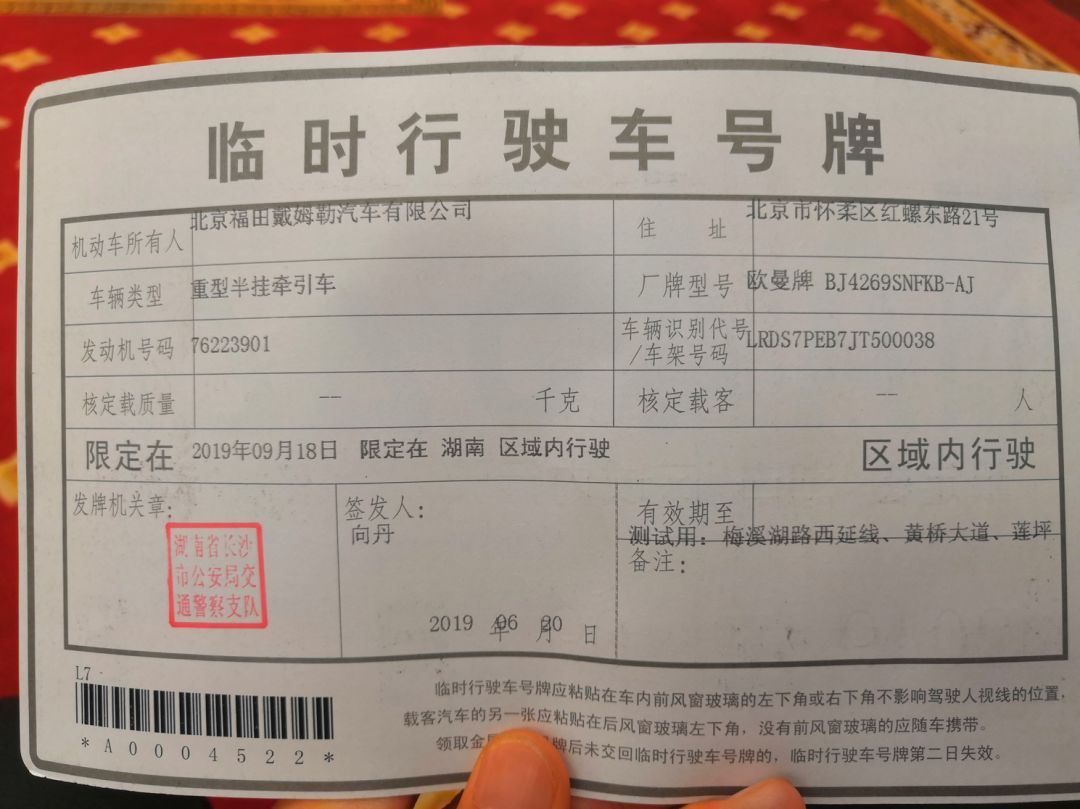 临时行驶车号牌
机动车所有人 北京福田戴姆勒汽车有限公司 住 址 北京市怀柔区红螺东路21号
车辆类型 重型半挂牵引车 厂牌型号 欧曼牌 BJ4269SNFKB-AJ
发动机号码 76223901 车辆识别代号
/车架号码 LRDS7PEB7JT500038
核定载质量 -- 千克 核定载客 -- 人
限定在 2019年09月18日 限定在 湖南 区域内行驶 区域内行驶
发牌机关章:
湖南省长沙
市公安局交
通警察支队
签发人:
向丹
2019 年 06 月 20 日
有效期至
测试用: 梅溪湖路西延线、黄桥大道、莲坪
备注:
L7
*A0004522*
临时行驶车号牌应粘贴在车内前风窗玻璃的左下角或右下角不影响驾驶人视线的位置,
载客汽车的另一张应粘贴在后风窗玻璃左下角，没有前风窗玻璃的应随车携带。
领取金 牌后未交回临时行驶车号牌的，临时行驶车号牌第二日失效。